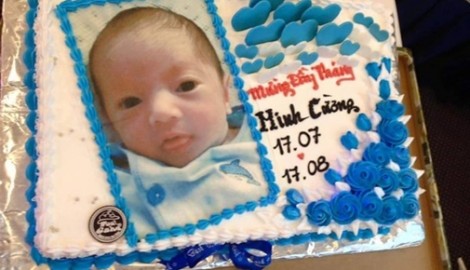 Mừng Đầy Tháng
Minh Cường
17.07
17.08